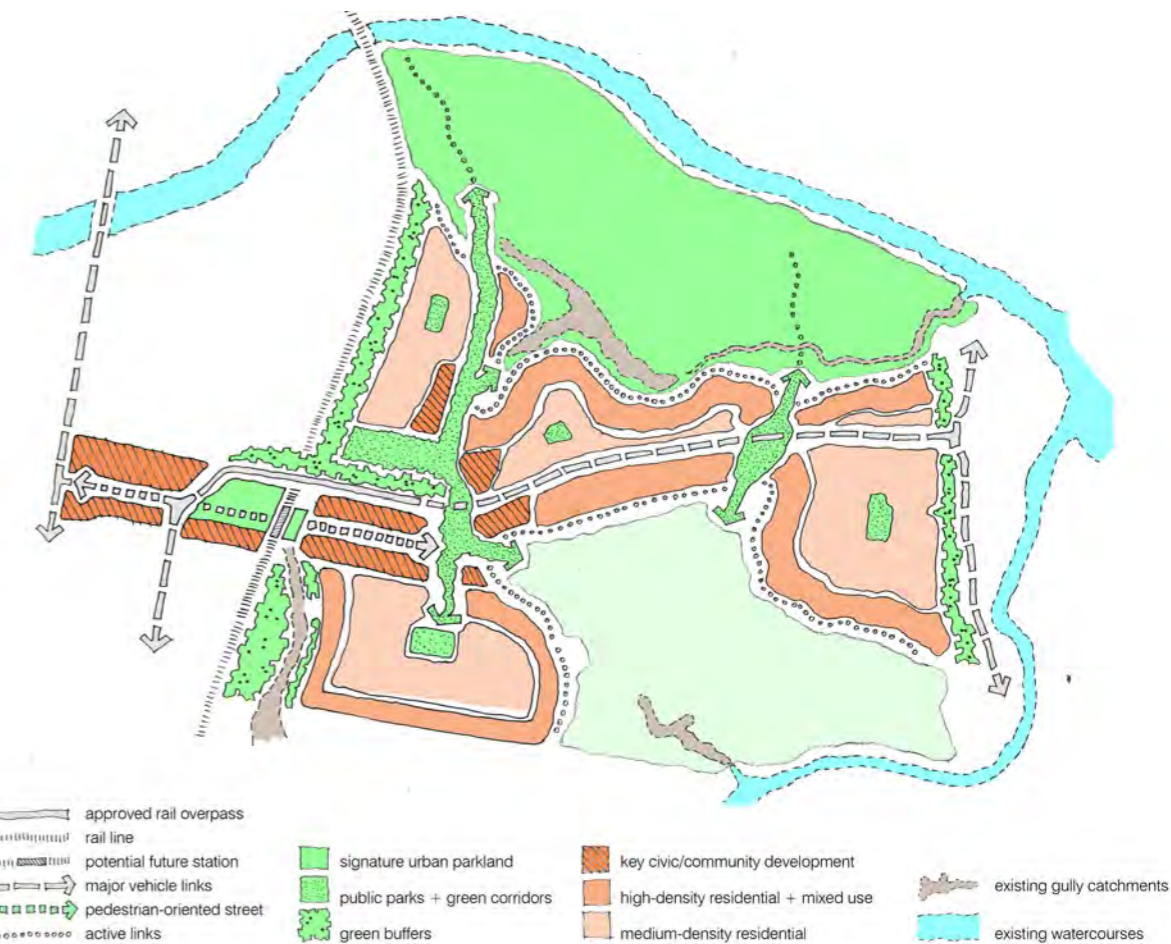 approved rail overpass
rail line
potential future station
major vehicle links
pedestrian-oriented street
active links
signature urban parkland
public parks + green corridors
green buffers
key civic/community development
high-density residential + mixed use
medium-density residential
existing gully catchments
existing watercourses